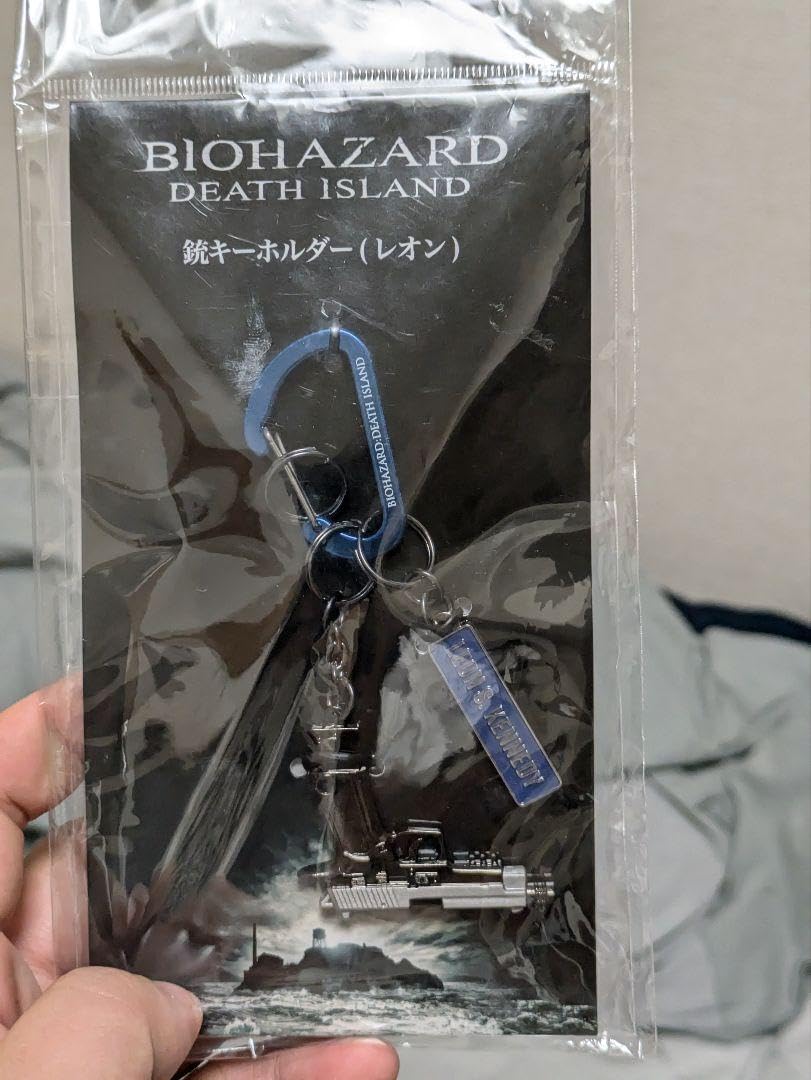 BIOHAZARD
DEATH ISLAND
銃キーホルダー(レオン)
BIOHAZARD:DEATH ISLAND
LEON S. KENNEDY